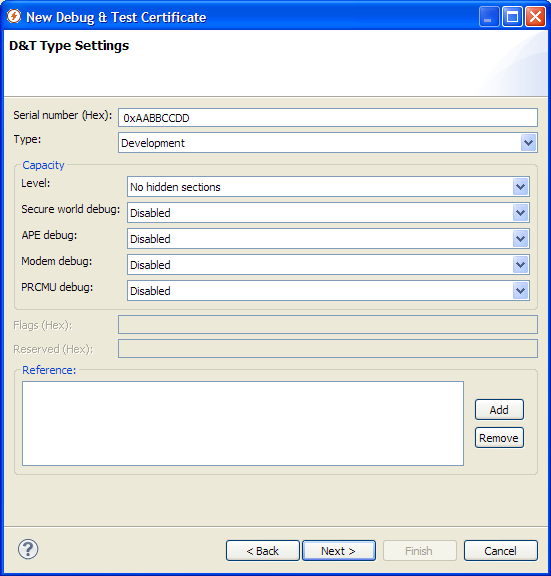 New Debug & Test Certificate
D&T Type Settings
Serial number (Hex): 0xAABBCCDD
Type: Development
Capacity
Level: No hidden sections
Secure world debug: Disabled
APE debug: Disabled
Modem debug: Disabled
PRCMU debug: Disabled
Flags (Hex):
Reserved (Hex):
Reference:
Add
Remove
? < Back Next > Finish Cancel